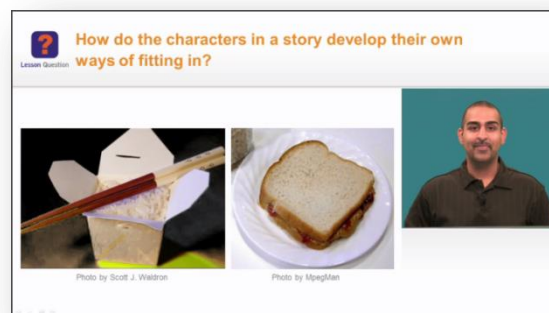 How do the characters in a story develop their own
ways of fitting in?
Lesson Question
Photo by Scott J. Waldron
Photo by MpegMan